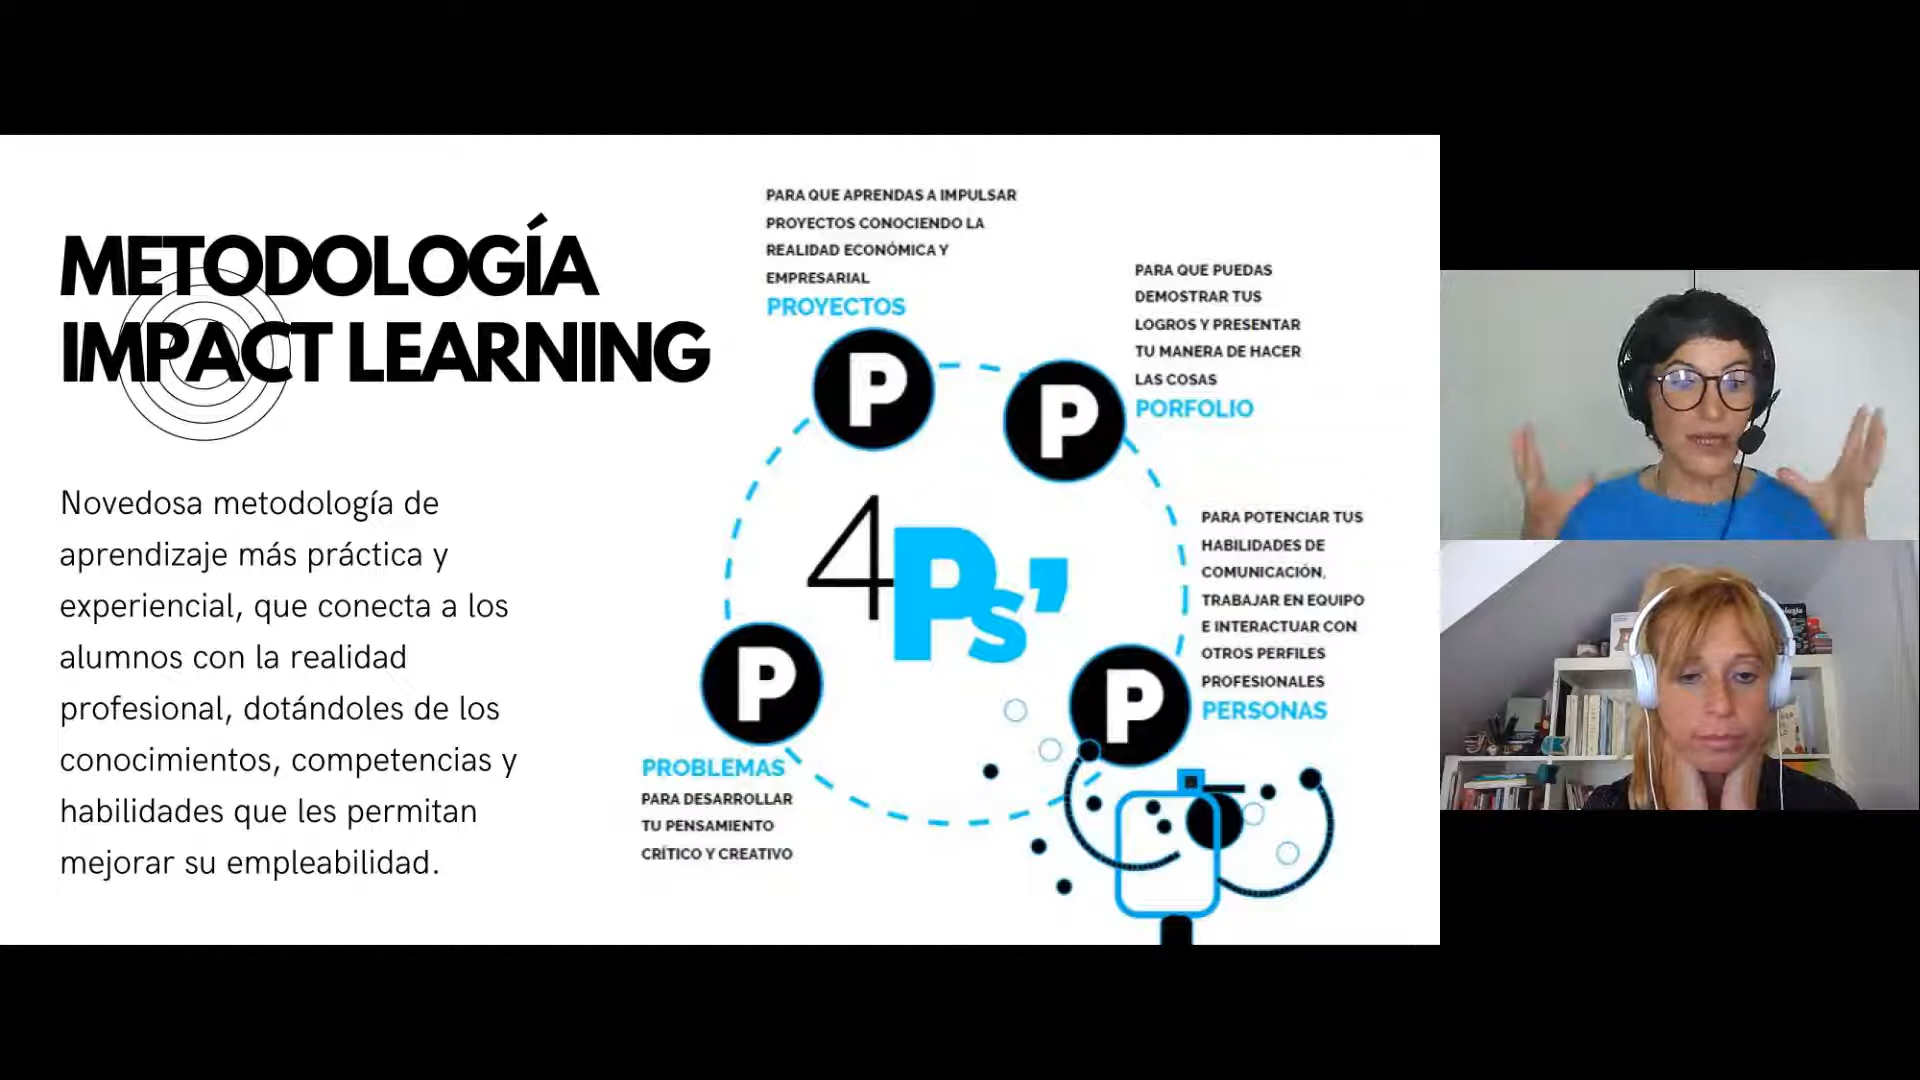 METODOLOGÍA
IMPACT LEARNING
Novedosa metodología de
aprendizaje más práctica y
experiencial, que conecta a los
alumnos con la realidad
profesional, dotándoles de los
conocimientos, competencias y
habilidades que les permitan
mejorar su empleabilidad.
PARA QUE APRENDAS A IMPULSAR
PROYECTOS CONOCIENDO LA
REALIDAD ECONÓMICA Y
EMPRESARIAL
PROYECTOS
P
PARA QUE PUEDAS
DEMOSTRAR TUS
LOGROS Y PRESENTAR
TU MANERA DE HACER
LAS COSAS
PORFOLIO
P
4Ps’
PARA POTENCIAR TUS
HABILIDADES DE
COMUNICACIÓN,
TRABAJAR EN EQUIPO
E INTERACTUAR CON
OTROS PERFILES
PROFESIONALES
PERSONAS
P
P
PROBLEMAS
PARA DESARROLLAR
TU PENSAMIENTO
CRÍTICO Y CREATIVO